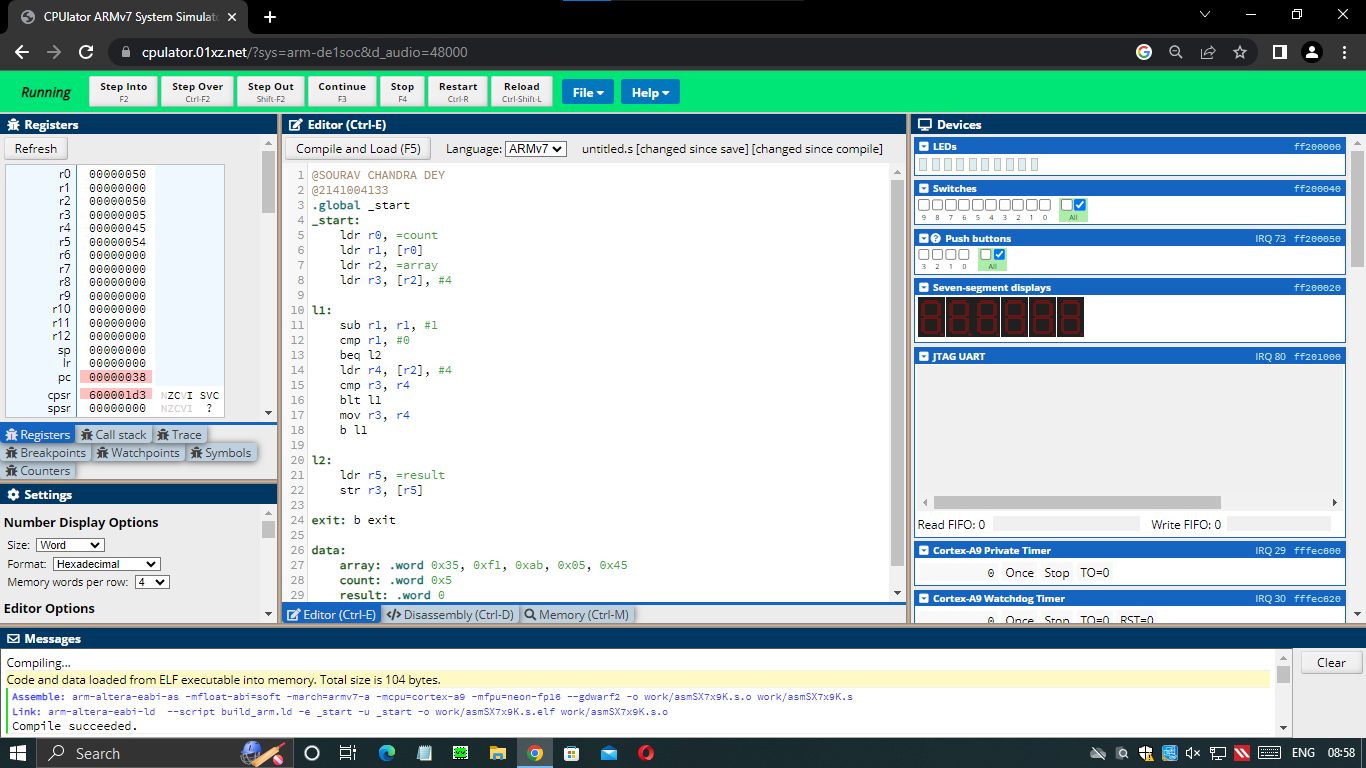 CPUlator ARMv7 System Simulato
cpulator.01xz.net/?sys=arm-de1soc&d_audio=48000
Running
Step Into
F2
Step Over
Ctrl-F2
Step Out
Shift-F2
Continue
F3
Stop
F4
Restart
Ctrl-R
Reload
Ctrl-Shift-L
File
Help
Registers
Refresh
r0 00000050
r1 00000000
r2 00000050
r3 00000005
r4 00000045
r5 00000054
r6 00000000
r7 00000000
r8 00000000
r9 00000000
r10 00000000
r11 00000000
r12 00000000
sp 00000000
lr 00000000
pc 00000038
cpsr 600001d3 NZCVI SVC
spsr 00000000 NZCVI ?
Registers Call stack Trace
Breakpoints Watchpoints Symbols
Counters
Settings
Number Display Options
Size: Word
Format: Hexadecimal
Memory words per row: 4
Editor Options
Editor (Ctrl-E)
Compile and Load (F5) Language: ARMv7 untitled.s [changed since save] [changed since compile]
1 @SOURAV CHANDRA DEY
2 @2141004133
3 .global _start
4 _start:
5 ldr r0, =count
6 ldr r1, [r0]
7 ldr r2, =array
8 ldr r3, [r2], #4
9
10 l1:
11 sub r1, r1, #1
12 cmp r1, #0
13 beq l2
14 ldr r4, [r2], #4
15 cmp r3, r4
16 blt l1
17 mov r3, r4
18 b l1
19
20 l2:
21 ldr r5, =result
22 str r3, [r5]
23
24 exit: b exit
25
26 data:
27 array: .word 0x35, 0xf1, 0xab, 0x05, 0x45
28 count: .word 0x5
29 result: .word 0
Editor (Ctrl-E) Disassembly (Ctrl-D) Memory (Ctrl-M)
Devices
LEDs ff200000
Switches ff200040
9 8 7 6 5 4 3 2 1 0 All
Push buttons IRQ 73 ff200050
3 2 1 0 All
Seven-segment displays ff200020
JTAG UART IRQ 80 ff201000
Read FIFO: 0 Write FIFO: 0
Cortex-A9 Private Timer IRQ 29 fffec600
0 Once Stop TO=0
Cortex-A9 Watchdog Timer IRQ 30 fffec620
0 Once Stop TO=0 RST=0
Messages
Clear
Compiling...
Code and data loaded from ELF executable into memory. Total size is 104 bytes.
Assemble: arm-altera-eabi-as -mfloat-abi=soft -march=armv7-a -mcpu=cortex-a9 -mfpu=neon-fp16 --gdwarf2 -o work/asmSX7x9K.s.o work/asmSX7x9K.s
Link: arm-altera-eabi-ld --script build_arm.ld -e _start -u _start -o work/asmSX7x9K.s.elf work/asmSX7x9K.s.o
Compile succeeded.
Search
ENG 08:58